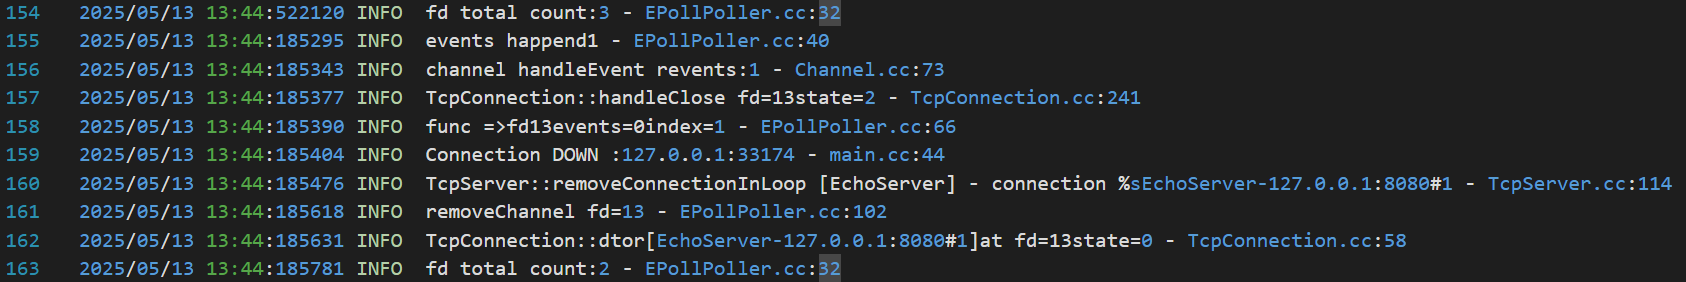 154 2025/05/13 13:44:522120 INFO fd total count:3 - EPollPoller.cc:32
155 2025/05/13 13:44:185295 INFO events happend1 - EPollPoller.cc:40
156 2025/05/13 13:44:185343 INFO channel handleEvent revents:1 - Channel.cc:73
157 2025/05/13 13:44:185377 INFO TcpConnection::handleClose fd=13state=2 - TcpConnection.cc:241
158 2025/05/13 13:44:185390 INFO func =>fd13events=0index=1 - EPollPoller.cc:66
159 2025/05/13 13:44:185404 INFO Connection DOWN :127.0.0.1:33174 - main.cc:44
160 2025/05/13 13:44:185476 INFO TcpServer::removeConnectionInLoop [EchoServer] - connection %sEchoServer-127.0.0.1:8080#1 - TcpServer.cc:114
161 2025/05/13 13:44:185618 INFO removeChannel fd=13 - EPollPoller.cc:102
162 2025/05/13 13:44:185631 INFO TcpConnection::dtor[EchoServer-127.0.0.1:8080#1]at fd=13state=0 - TcpConnection.cc:58
163 2025/05/13 13:44:185781 INFO fd total count:2 - EPollPoller.cc:32